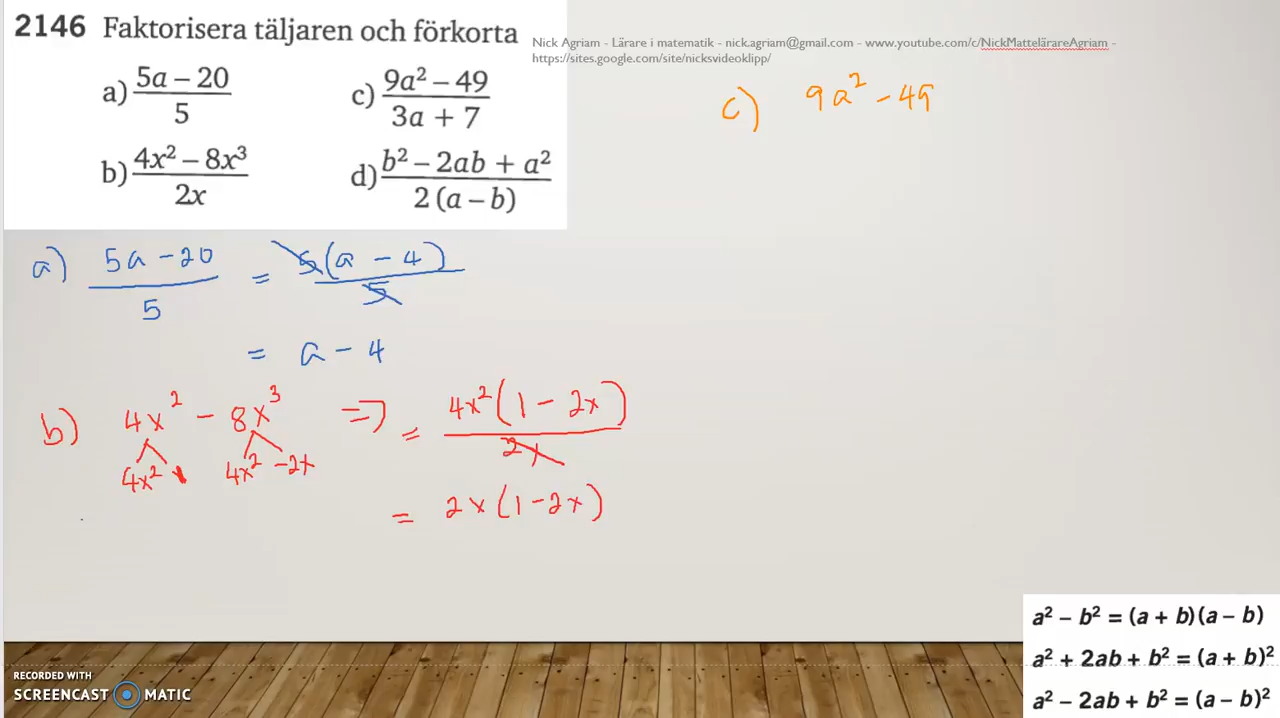 2146 Faktorisera täljaren och förkorta
a) 5a – 20 / 5
c) 9a² – 49 / 3a + 7
b) 4x² – 8x³ / 2x
d) b² – 2ab + a² / 2 (a – b)
Nick Agriam - Lärare i matematik - nick.agriam@gmail.com - www.youtube.com/c/NickMattelärareAgriam -
https://sites.google.com/site/nicksvideoklipp/
c) 9a² - 49
a) 5a - 20 / 5 = 5(a - 4) / 5
= a - 4
b) 4x² - 8x³ => = 4x²(1 - 2x) / 2x
4x² 4x² -2x
= 2x(1 - 2x)
a² – b² = (a + b)(a – b)
a² + 2ab + b² = (a + b)²
a² – 2ab + b² = (a – b)²
RECORDED WITH
SCREENCAST MATIC